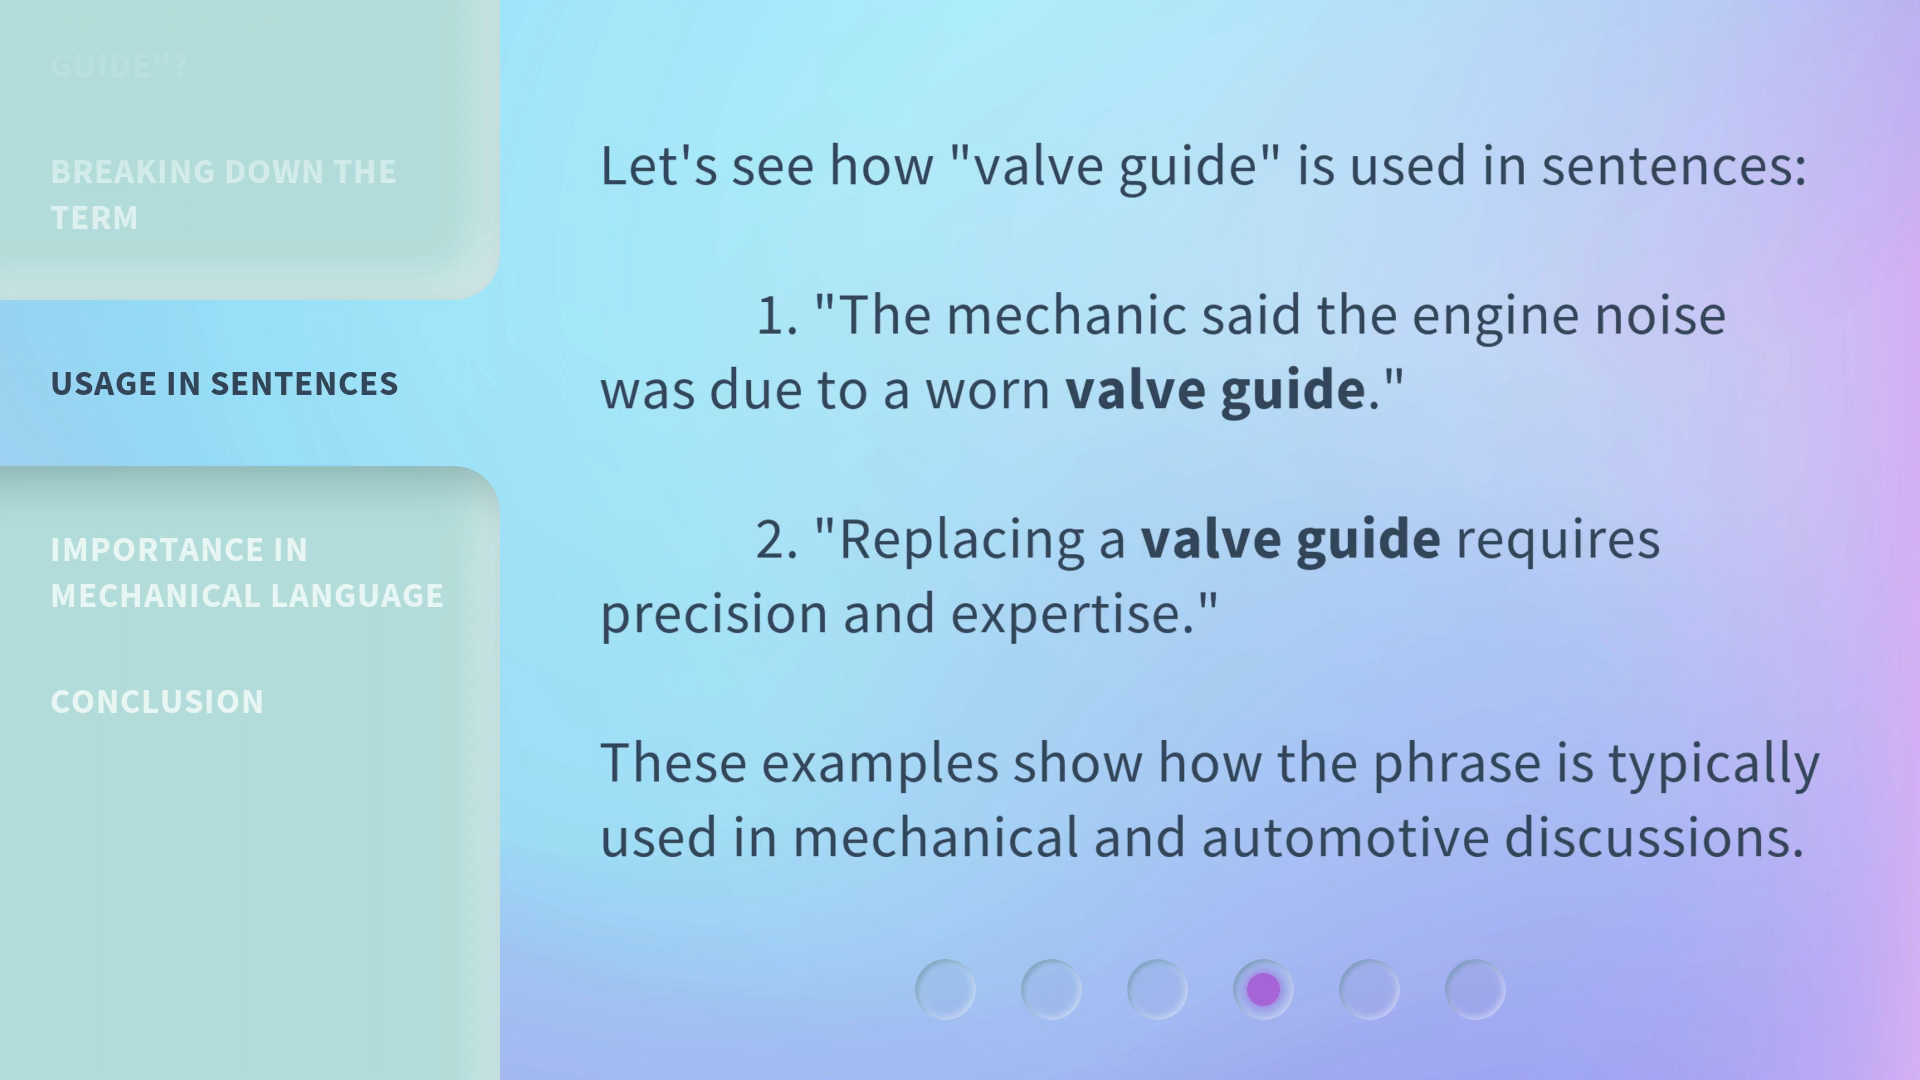 GUIDE"?
BREAKING DOWN THE
TERM
USAGE IN SENTENCES
IMPORTANCE IN
MECHANICAL LANGUAGE
CONCLUSION
Let's see how "valve guide" is used in sentences:
1. "The mechanic said the engine noise
was due to a worn valve guide."
2. "Replacing a valve guide requires
precision and expertise."
These examples show how the phrase is typically
used in mechanical and automotive discussions.